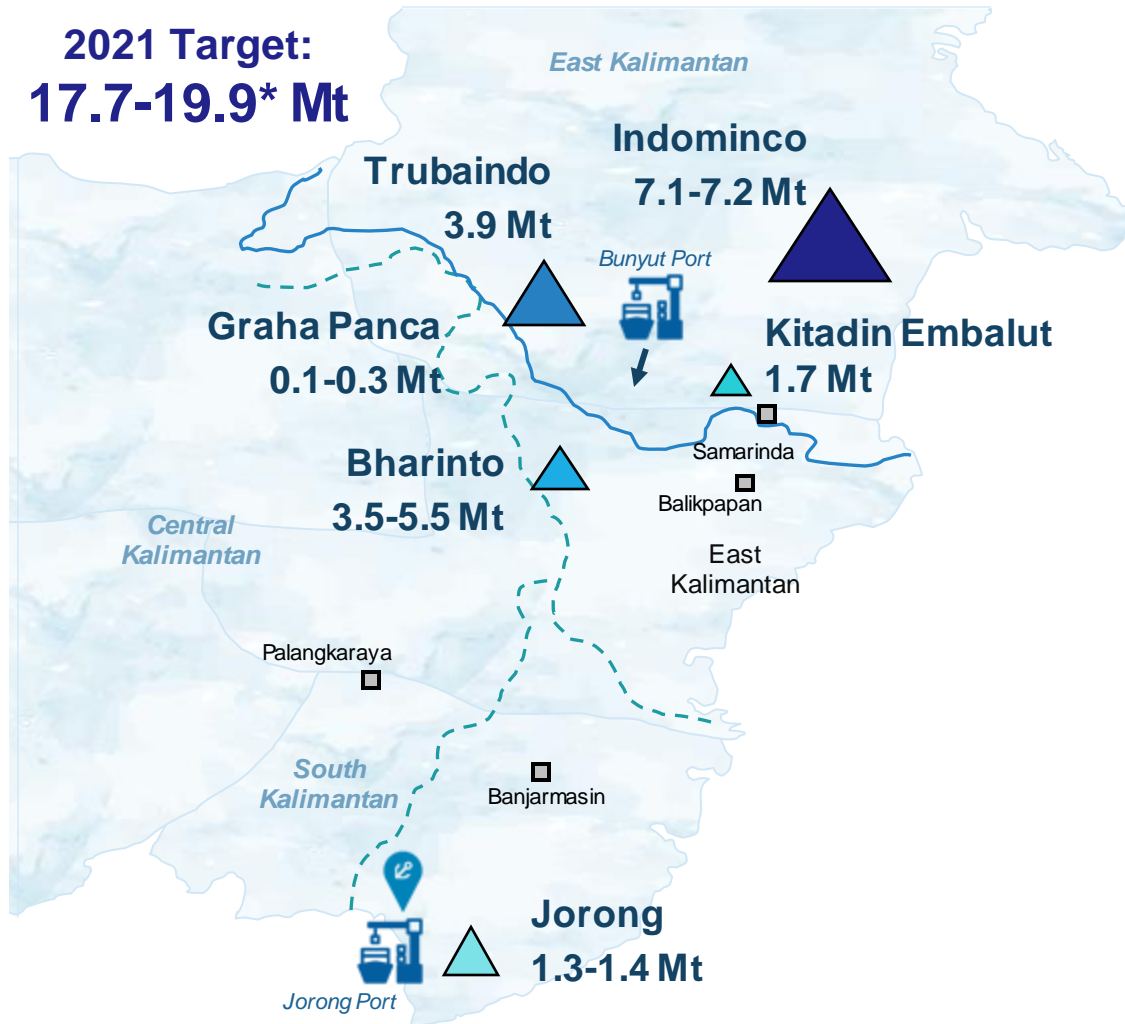 2021 Target:
17.7-19.9* Mt
East Kalimantan
Indominco
7.1-7.2 Mt
Trubaindo
3.9 Mt
Bunyut Port
Graha Panca
0.1-0.3 Mt
Kitadin Embalut
1.7 Mt
Samarinda
Bharinto
3.5-5.5 Mt
Balikpapan
Central
Kalimantan
East
Kalimantan
Palangkaraya
South
Kalimantan
Banjarmasin
Jorong
1.3-1.4 Mt
Jorong Port